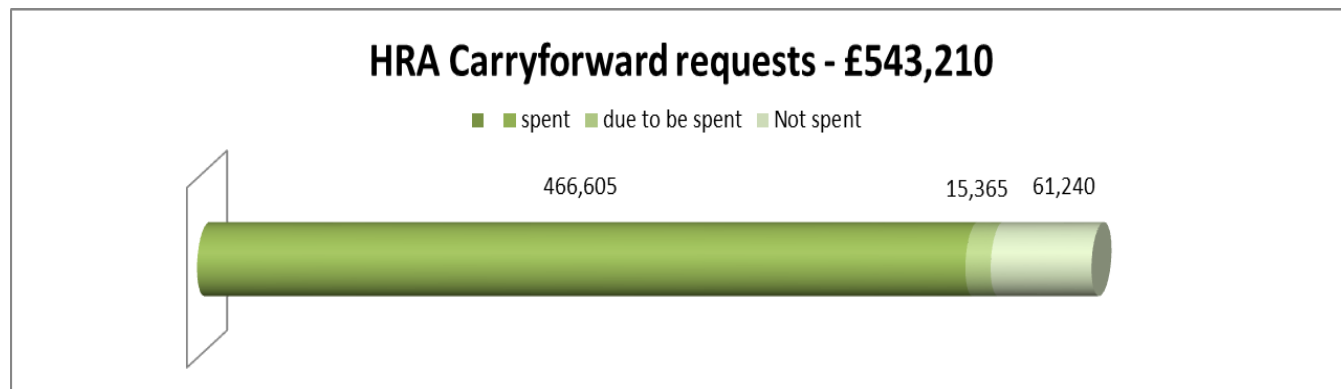 HRA Carryforward requests - £543,210
spent due to be spent Not spent
466,605 15,365 61,240